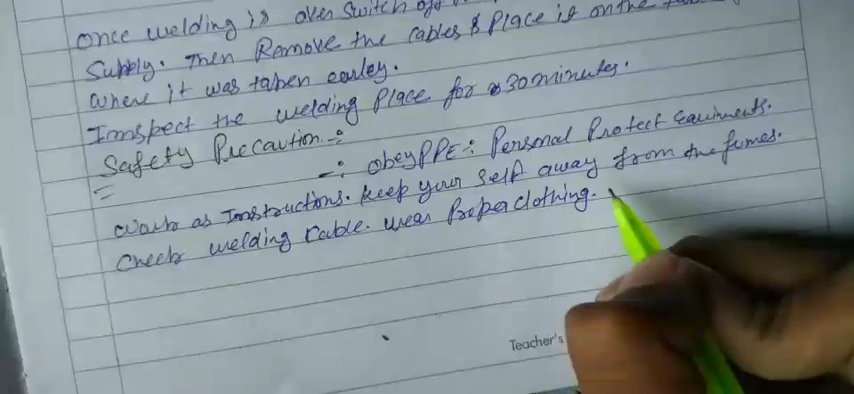 once welding is over switch off
Supply. Then Remove the cables & Place it on the
where it was taken earley.
Innspect the welding Place for 30 minutes.
Safety Precaution :-
-: obey PPE : Personal Protect Equiments.
Work as Instructions. keep your self away from the fumes.
Check welding cable. wear Proper clothing.
Teacher's